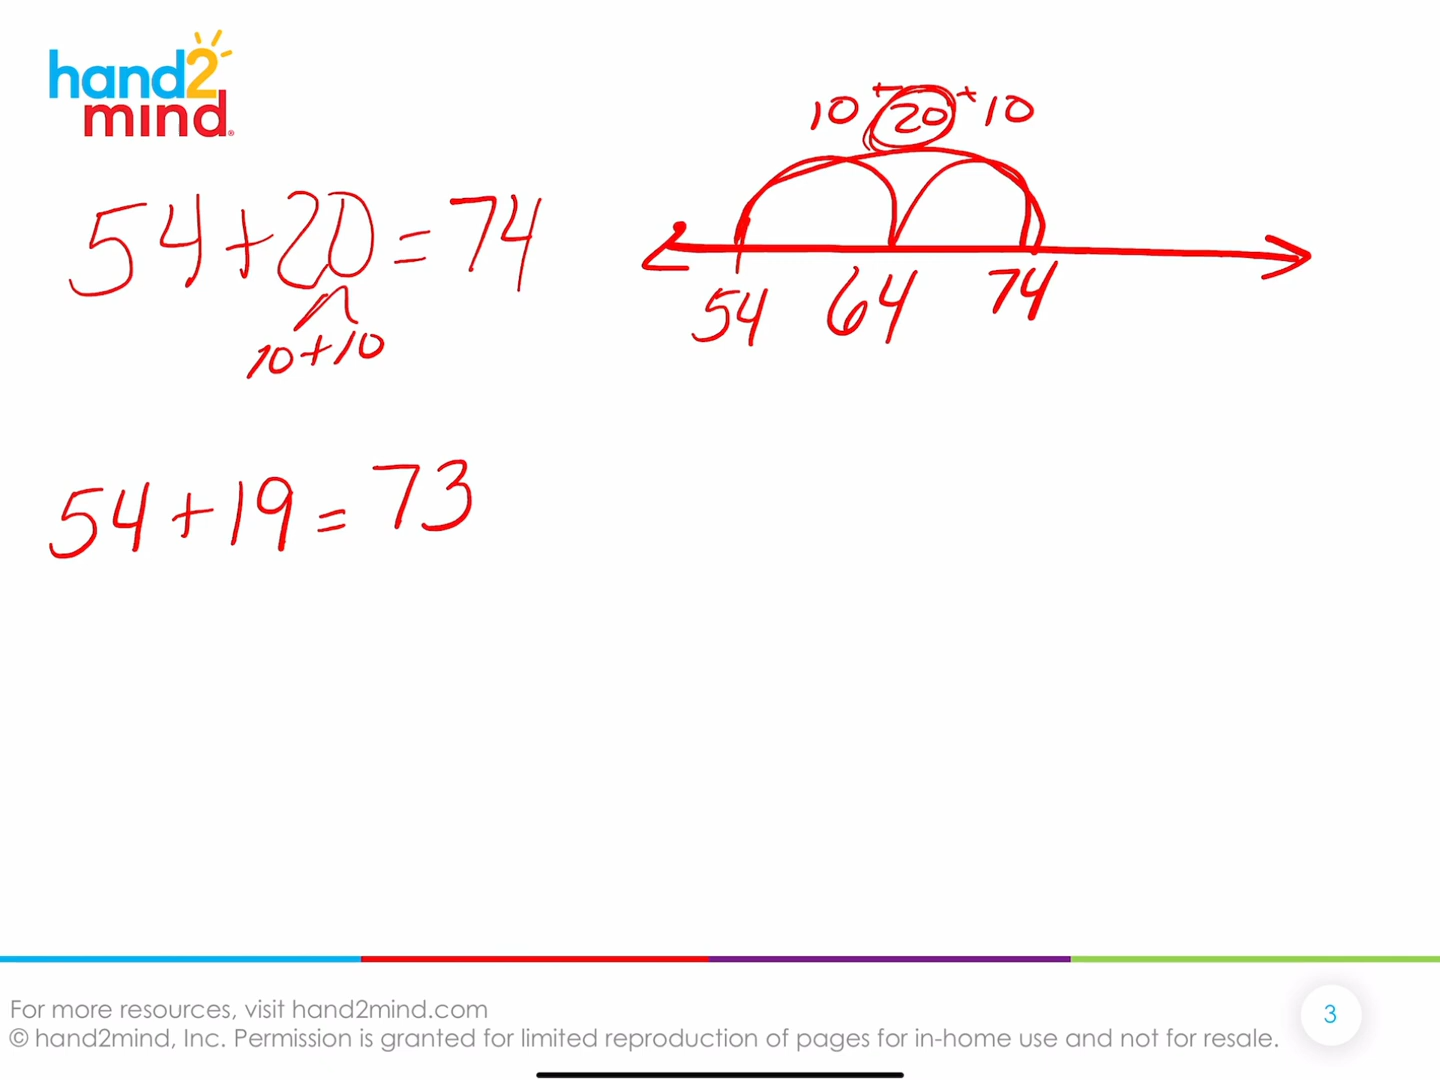 hand2
mind®
54+20=74
10+10
10 + 20 + 10
54 64 74
54+19=73
For more resources, visit hand2mind.com
© hand2mind, Inc. Permission is granted for limited reproduction of pages for in-home use and not for resale.
3